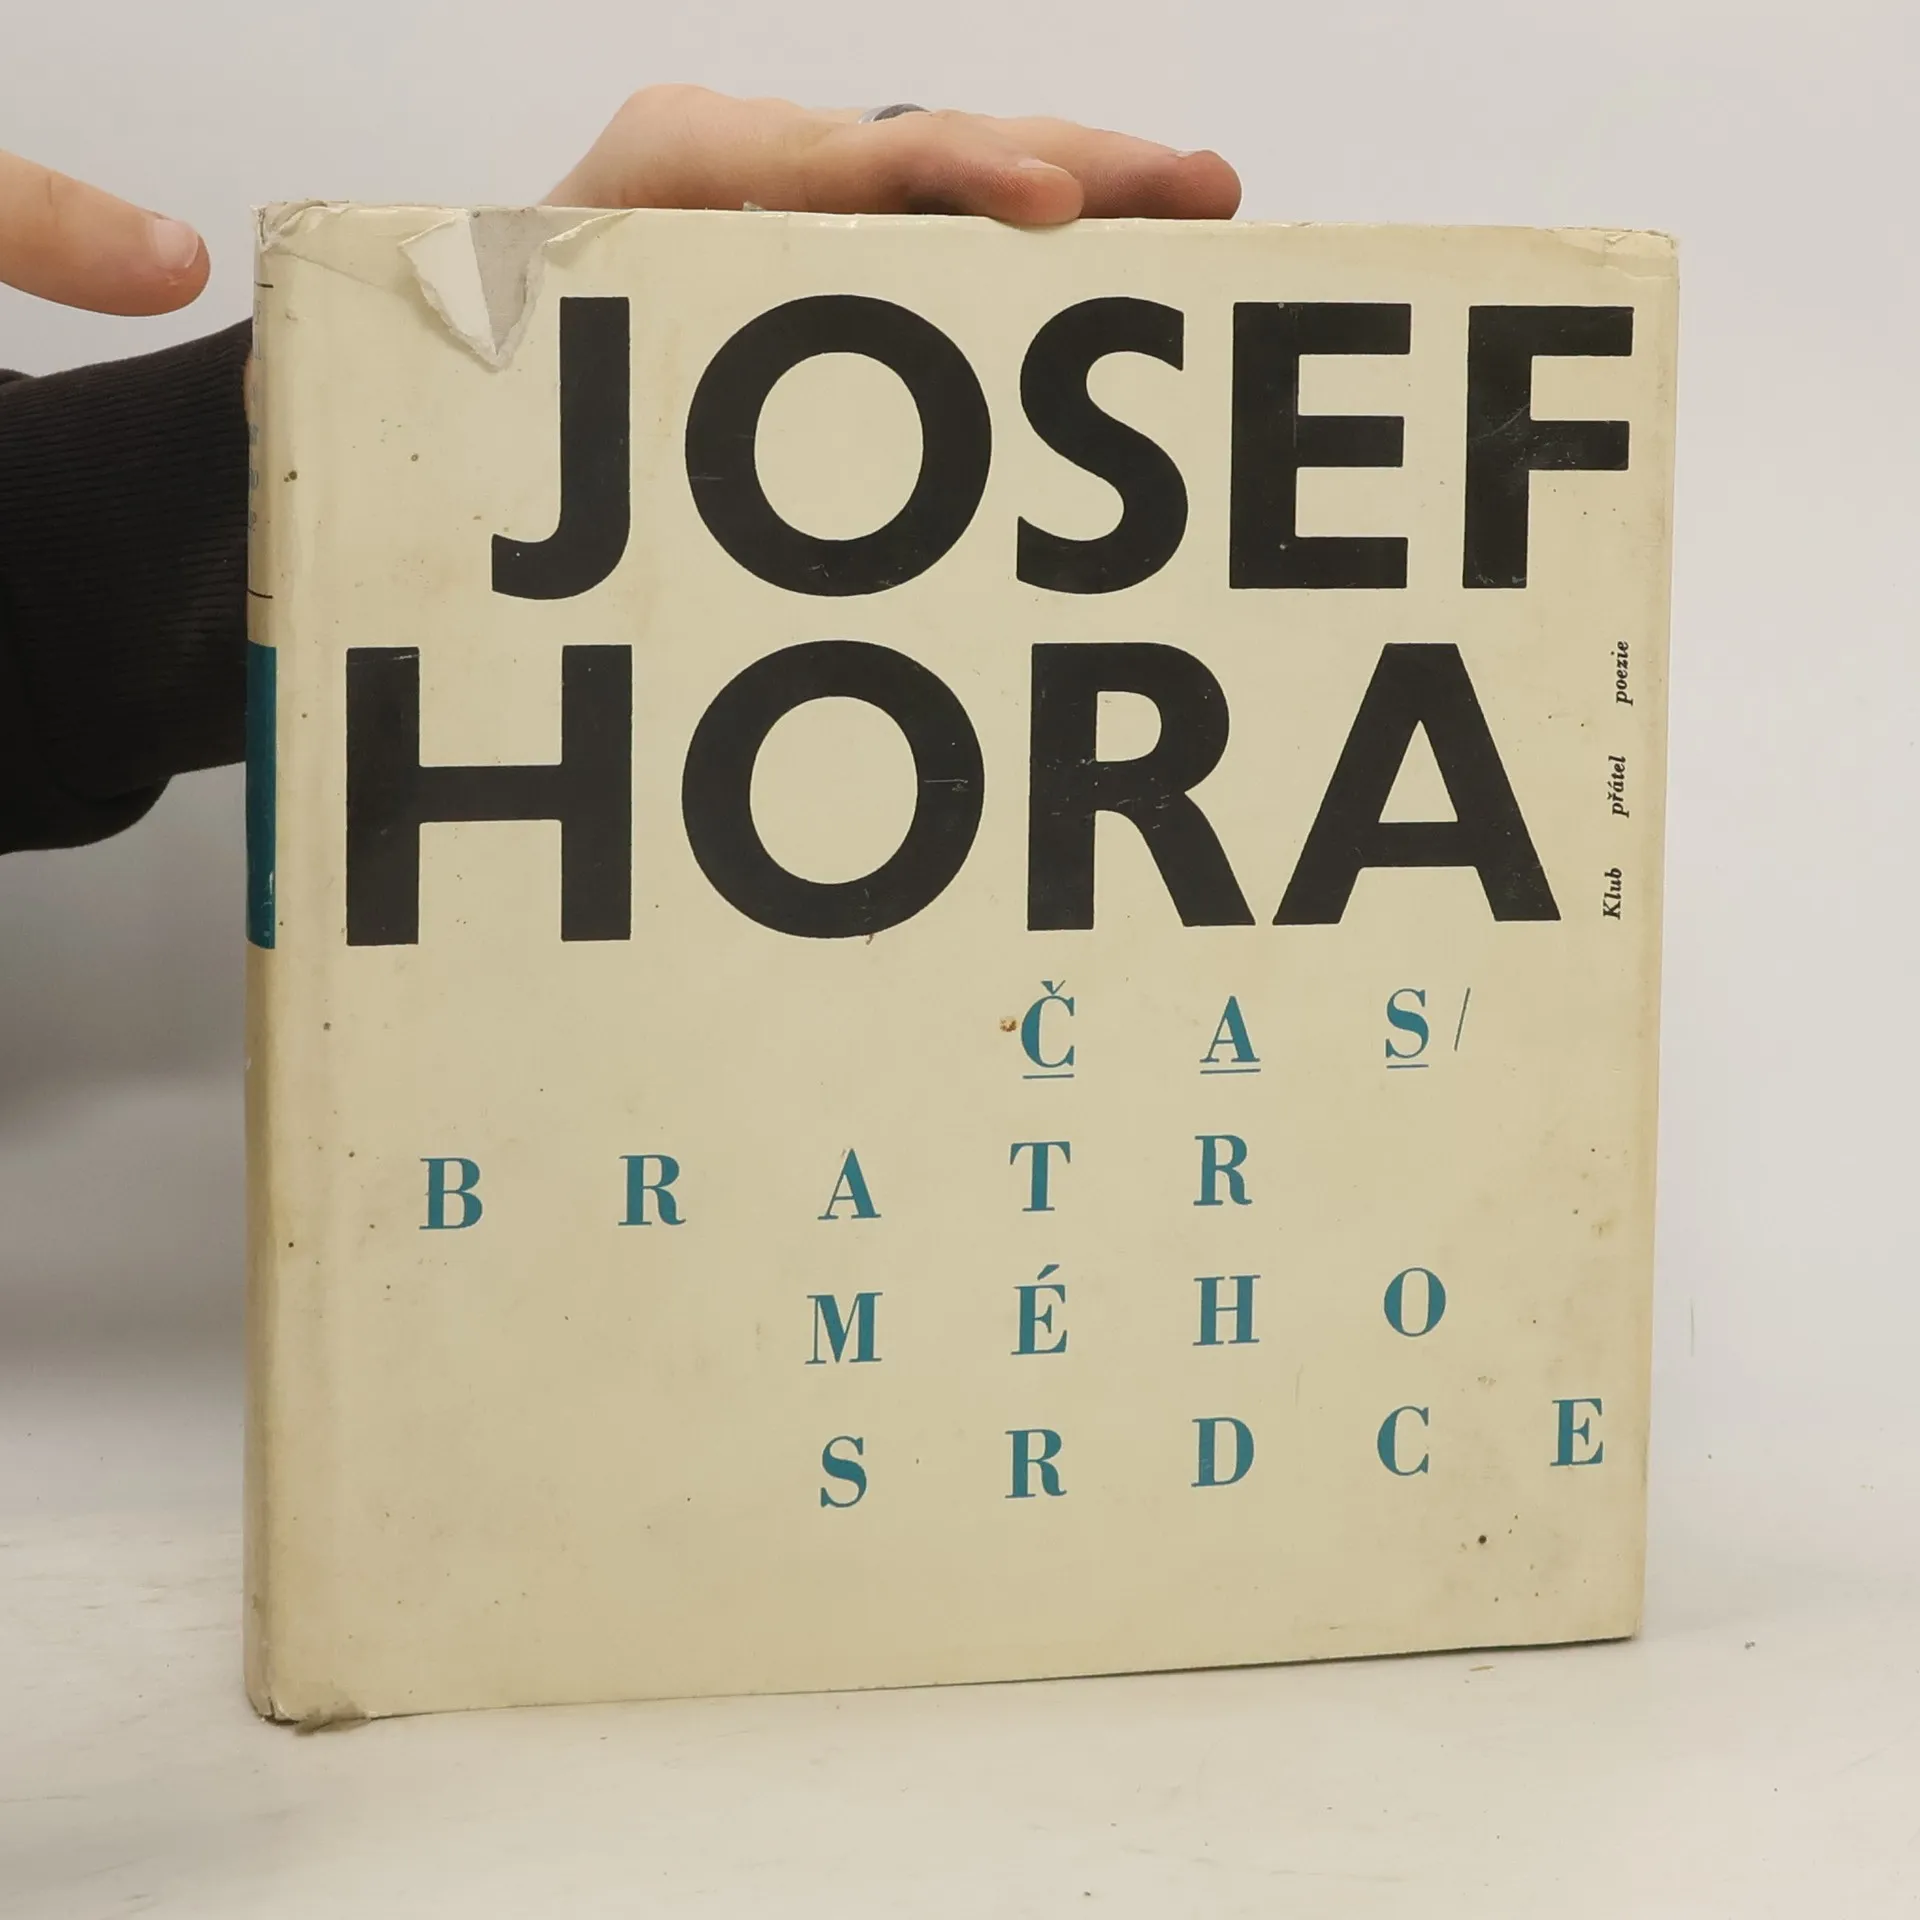 JOSEF
HORA
Klub přátel poezie
ČAS/
BRATR
MÉHO
SRDCE